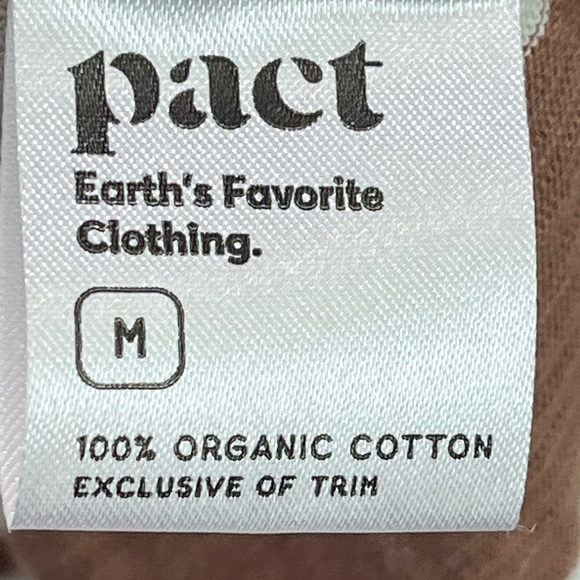 pact
Earth's Favorite
Clothing.
M
100% ORGANIC COTTON
EXCLUSIVE OF TRIM